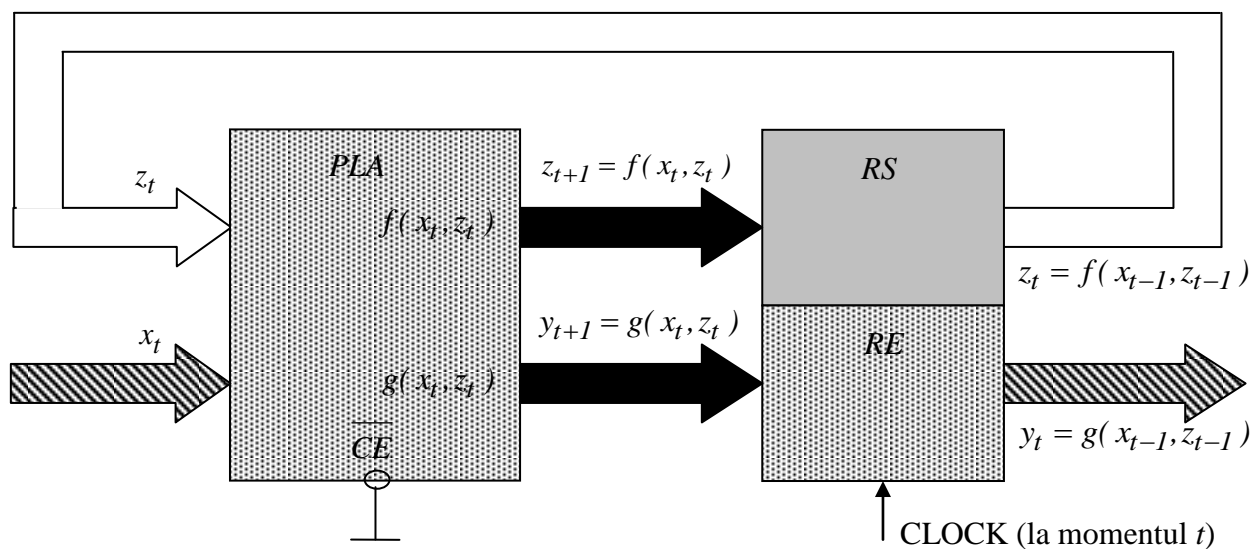 PLA
z_{t+1} = f( x_t , z_t )
RS
z_t
f( x_t , z_t )
z_t = f( x_{t−1} , z_{t−1} )
x_t
y_{t+1} = g( x_t , z_t )
RE
g( x_t , z_t )
y_t = g( x_{t−1} , z_{t−1} )
C̅E̅
CLOCK (la momentul t)